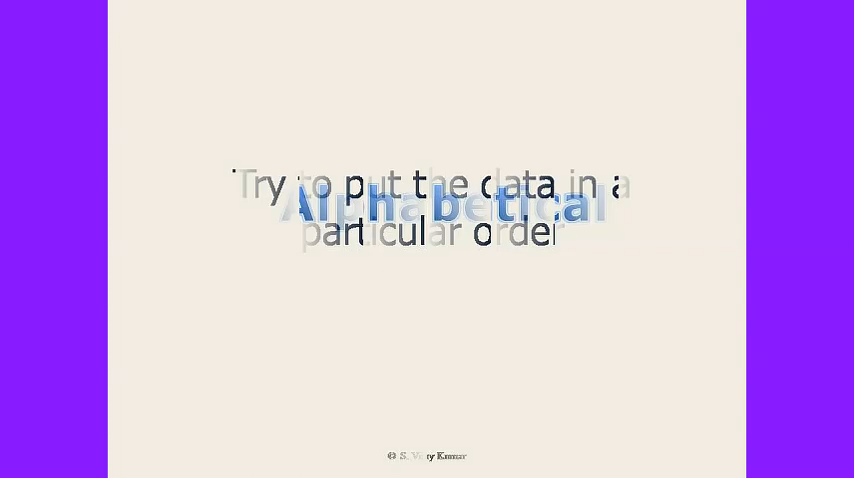 Try to put the data in a
Alphabetical
particular order